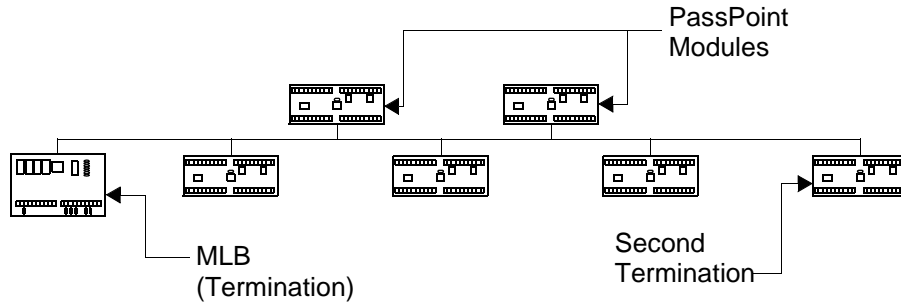 PassPoint
Modules
MLB
(Termination)
Second
Termination